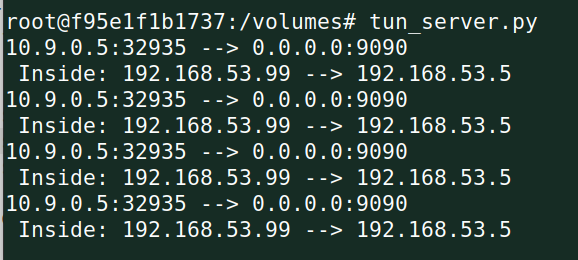 root@f95e1f1b1737:/volumes# tun_server.py
10.9.0.5:32935 --> 0.0.0.0:9090
 Inside: 192.168.53.99 --> 192.168.53.5
10.9.0.5:32935 --> 0.0.0.0:9090
 Inside: 192.168.53.99 --> 192.168.53.5
10.9.0.5:32935 --> 0.0.0.0:9090
 Inside: 192.168.53.99 --> 192.168.53.5
10.9.0.5:32935 --> 0.0.0.0:9090
 Inside: 192.168.53.99 --> 192.168.53.5